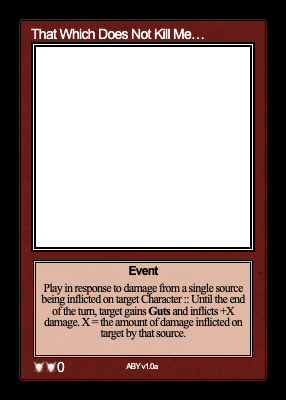 That Which Does Not Kill Me…
Event
Play in response to damage from a single source
being inflicted on target Character :: Until the end
of the turn, target gains Guts and inflicts +X
damage. X = the amount of damage inflicted on
target by that source.
0
ABY v1.0a